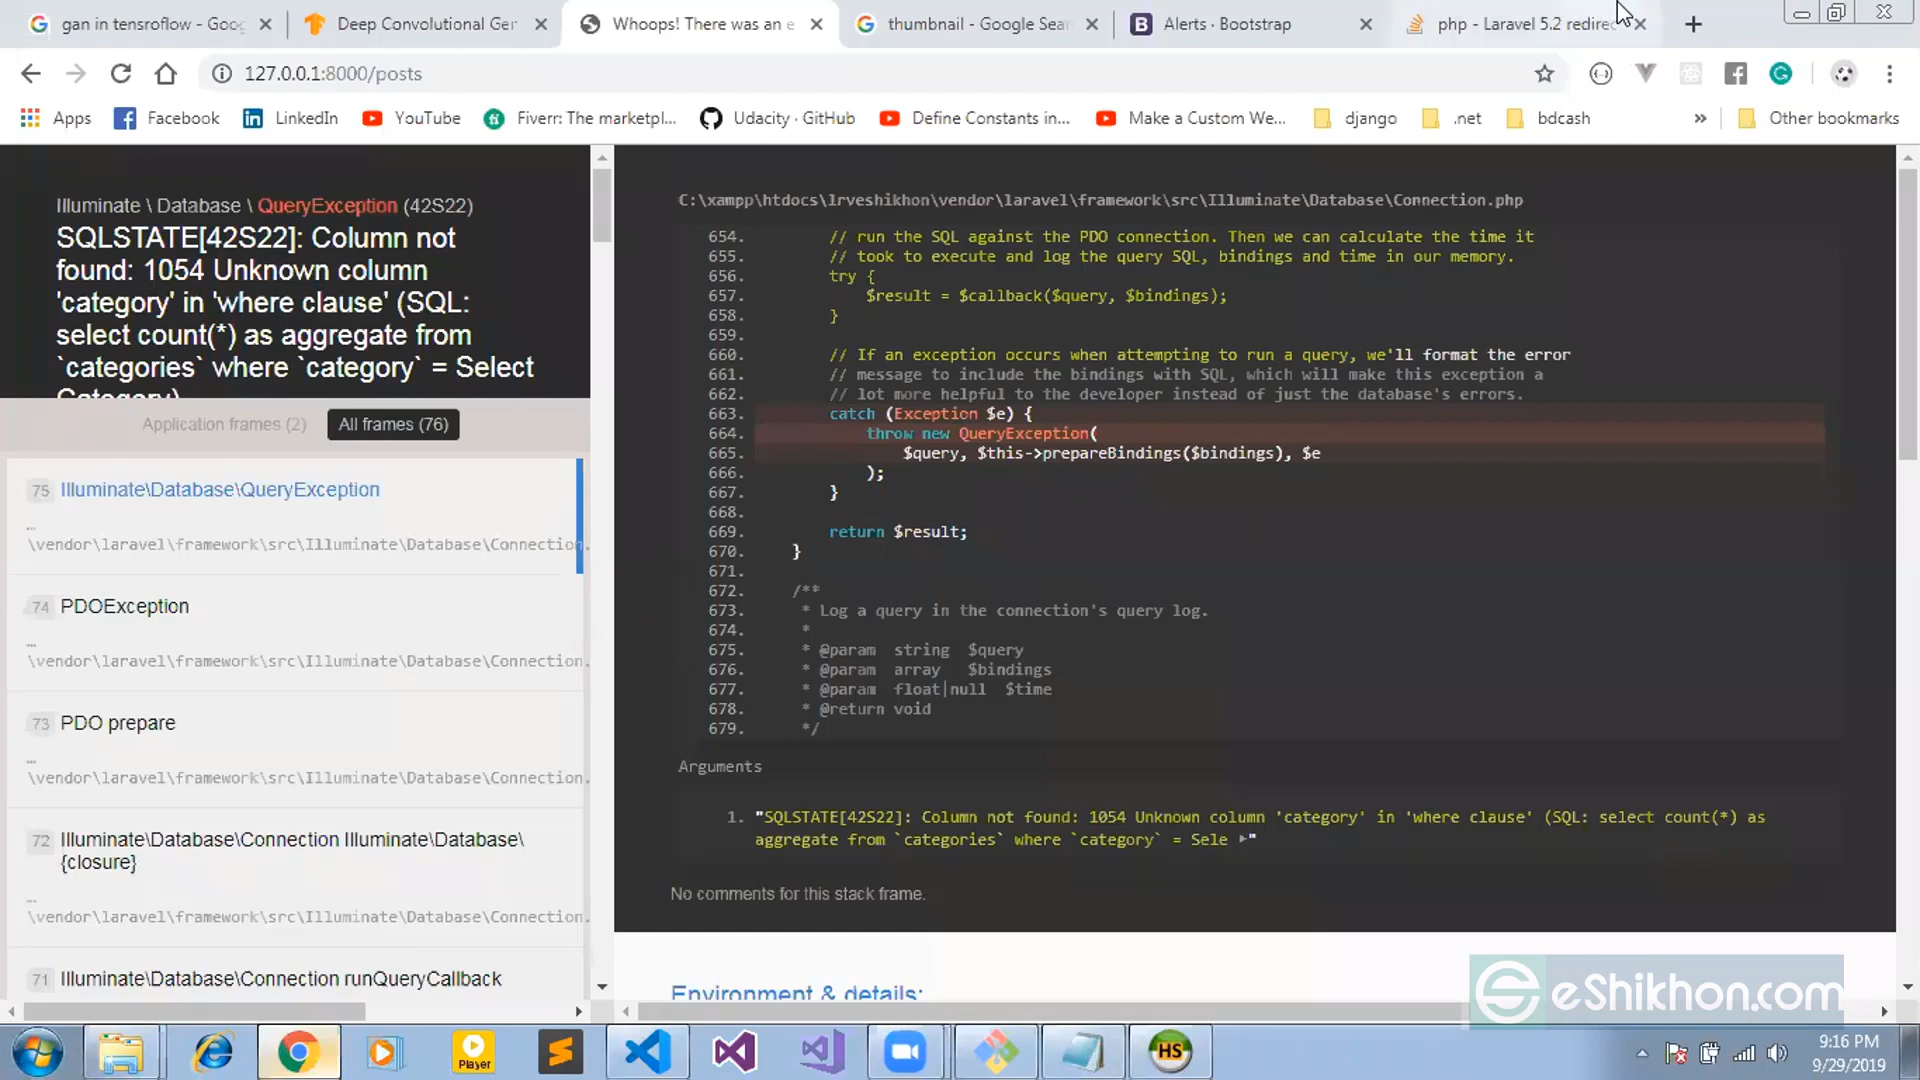 gan in tensroflow - Goog
Deep Convolutional Ger
Whoops! There was an e
thumbnail - Google Sear
Alerts · Bootstrap
php - Laravel 5.2 redirec
127.0.0.1:8000/posts
Apps
Facebook
LinkedIn
YouTube
Fiverr: The marketpl...
Udacity · GitHub
Define Constants in...
Make a Custom We...
django
.net
bdcash
»
Other bookmarks
Illuminate \ Database \ QueryException (42S22)
SQLSTATE[42S22]: Column not
found: 1054 Unknown column
'category' in 'where clause' (SQL:
select count(*) as aggregate from
`categories` where `category` = Select
Category)
Application frames (2)
All frames (76)
75 Illuminate\Database\QueryException
…
\vendor\laravel\framework\src\Illuminate\Database\Connection.
74 PDOException
…
\vendor\laravel\framework\src\Illuminate\Database\Connection.
73 PDO prepare
…
\vendor\laravel\framework\src\Illuminate\Database\Connection.
72 Illuminate\Database\Connection Illuminate\Database\
{closure}
…
\vendor\laravel\framework\src\Illuminate\Database\Connection.
71 Illuminate\Database\Connection runQueryCallback
C:\xampp\htdocs\lrveshikhon\vendor\laravel\framework\src\Illuminate\Database\Connection.php
654. // run the SQL against the PDO connection. Then we can calculate the time it
655. // took to execute and log the query SQL, bindings and time in our memory.
656. try {
657. $result = $callback($query, $bindings);
658. }
659.
660. // If an exception occurs when attempting to run a query, we'll format the error
661. // message to include the bindings with SQL, which will make this exception a
662. // lot more helpful to the developer instead of just the database's errors.
663. catch (Exception $e) {
664. throw new QueryException(
665. $query, $this->prepareBindings($bindings), $e
666. );
667. }
668.
669. return $result;
670. }
671.
672. /**
673. * Log a query in the connection's query log.
674. *
675. * @param string $query
676. * @param array $bindings
677. * @param float|null $time
678. * @return void
679. */
Arguments
1. "SQLSTATE[42S22]: Column not found: 1054 Unknown column 'category' in 'where clause' (SQL: select count(*) as
aggregate from `categories` where `category` = Sele ▸"
No comments for this stack frame.
Environment & details:
eShikhon.com
Player
HS
9:16 PM
9/29/2019